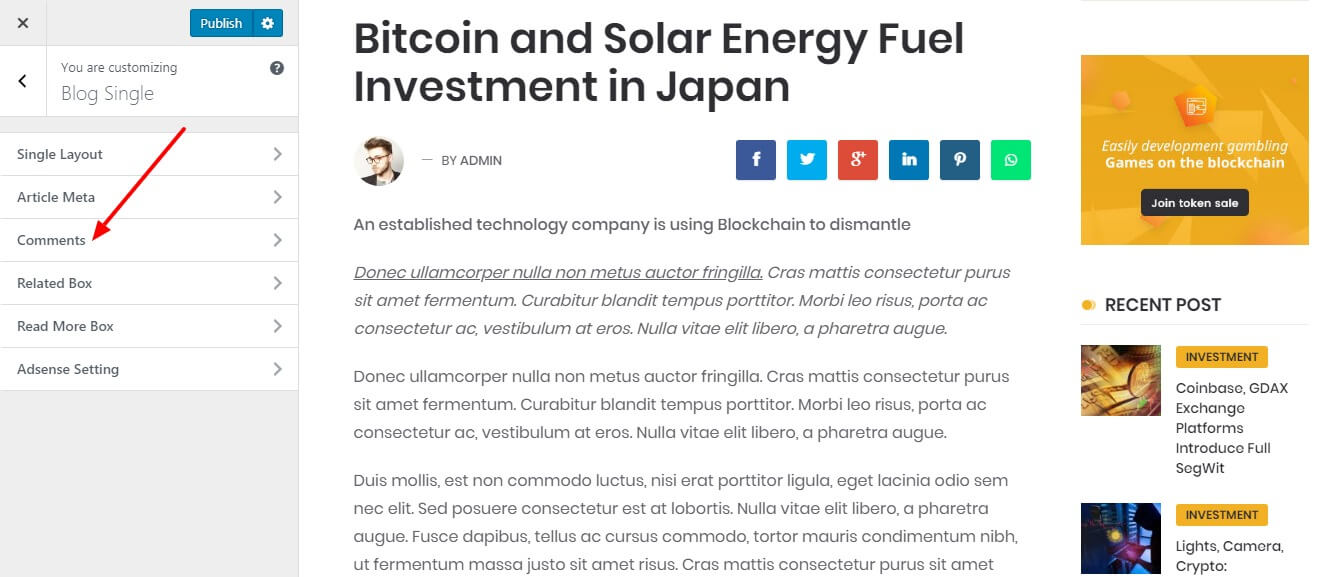 Publish
You are customizing
Blog Single
Single Layout
Article Meta
Comments
Related Box
Read More Box
Adsense Setting
Bitcoin and Solar Energy Fuel
Investment in Japan
— BY ADMIN
An established technology company is using Blockchain to dismantle
Donec ullamcorper nulla non metus auctor fringilla. Cras mattis consectetur purus
sit amet fermentum. Curabitur blandit tempus porttitor. Morbi leo risus, porta ac
consectetur ac, vestibulum at eros. Nulla vitae elit libero, a pharetra augue.
Donec ullamcorper nulla non metus auctor fringilla. Cras mattis consectetur purus
sit amet fermentum. Curabitur blandit tempus porttitor. Morbi leo risus, porta ac
consectetur ac, vestibulum at eros. Nulla vitae elit libero, a pharetra augue.
Duis mollis, est non commodo luctus, nisi erat porttitor ligula, eget lacinia odio sem
nec elit. Sed posuere consectetur est at lobortis. Nulla vitae elit libero, a pharetra
augue. Fusce dapibus, tellus ac cursus commodo, tortor mauris condimentum nibh,
ut fermentum massa justo sit amet risus. Cras mattis consectetur purus sit amet
Easily development gambling
Games on the blockchain
Join token sale
RECENT POST
INVESTMENT
Coinbase, GDAX
Exchange
Platforms
Introduce Full
SegWit
INVESTMENT
Lights, Camera,
Crypto: